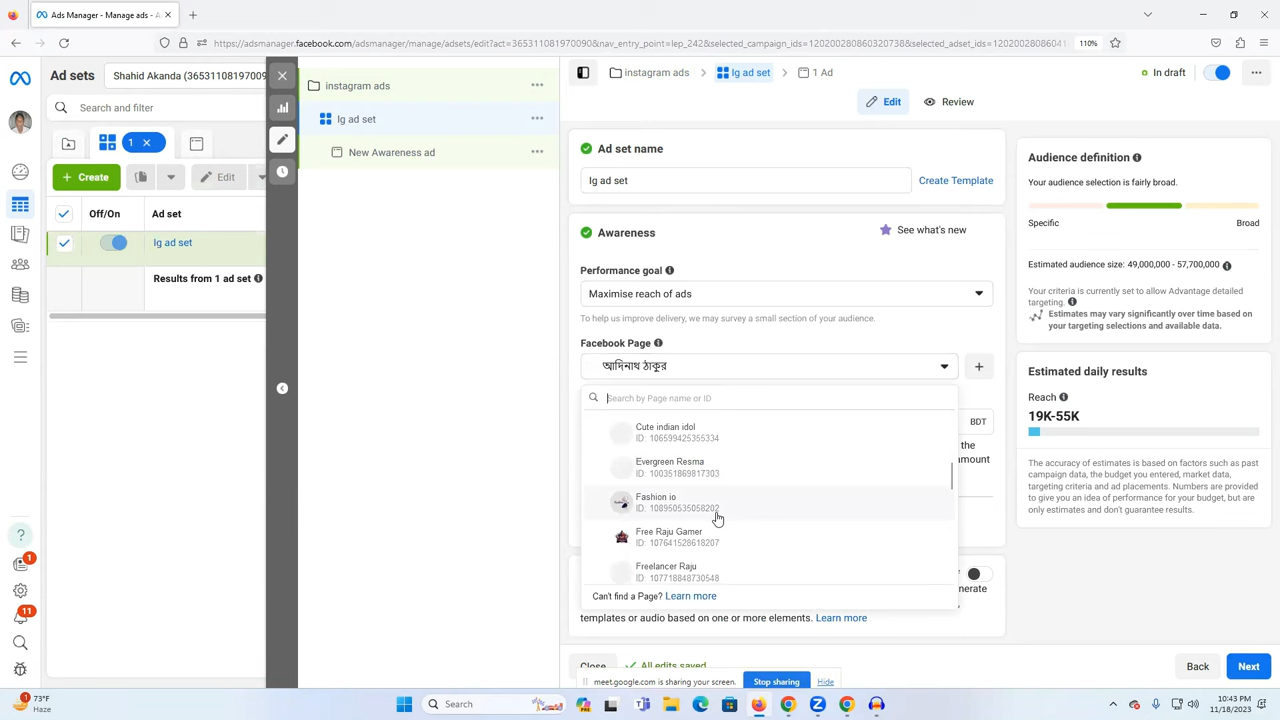 Ads Manager - Manage ads - A
https://adsmanager.facebook.com/adsmanager/manage/adsets/edit?act=365311081970090&nav_entry_point=lep_242&selected_campaign_ids=120200280860320738&selected_adset_ids=1202002808604
110%
Ad sets
Shahid Akanda (36531108197009
Search and filter
1
Create
Edit
Off/On
Ad set
Ig ad set
Results from 1 ad set
instagram ads
Ig ad set
New Awareness ad
instagram ads
Ig ad set
1 Ad
In draft
Edit
Review
Ad set name
Ig ad set
Create Template
Awareness
See what's new
Performance goal
Maximise reach of ads
To help us improve delivery, we may survey a small section of your audience.
Facebook Page
আদিনাথ ঠাকুর
Search by Page name or ID
Cute indian idol
ID: 106599425355334
Evergreen Resma
ID: 100351869817303
Fashion io
ID: 108950535058202
Free Raju Gamer
ID: 107641528618207
Freelancer Raju
ID: 107718848730548
Can't find a Page? Learn more
BDT
the
amount
nerate
templates or audio based on one or more elements. Learn more
Close
All edits saved
Back
Next
Audience definition
Your audience selection is fairly broad.
Specific
Broad
Estimated audience size: 49,000,000 - 57,700,000
Your criteria is currently set to allow Advantage detailed
targeting.
Estimates may vary significantly over time based on
your targeting selections and available data.
Estimated daily results
Reach
19K-55K
The accuracy of estimates is based on factors such as past
campaign data, the budget you entered, market data,
targeting criteria and ad placements. Numbers are provided
to give you an idea of performance for your budget, but are
only estimates and don't guarantee results.
1
11
meet.google.com is sharing your screen.
Stop sharing
Hide
1
73°F
Haze
Search
10:43 PM
11/18/2023